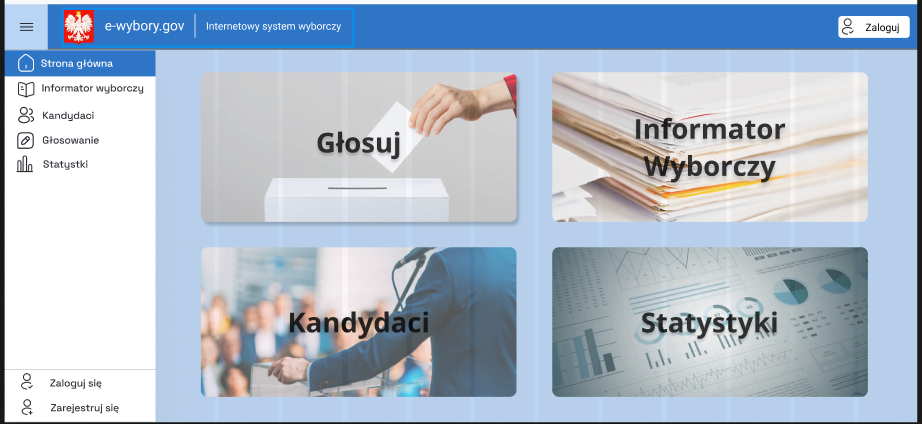 e-wybory.gov
Internetowy system wyborczy
Zaloguj
Strona główna
Informator wyborczy
Kandydaci
Głosowanie
Statystki
Zaloguj się
Zarejestruj się
Głosuj
Informator
Wyborczy
Kandydaci
Statystyki